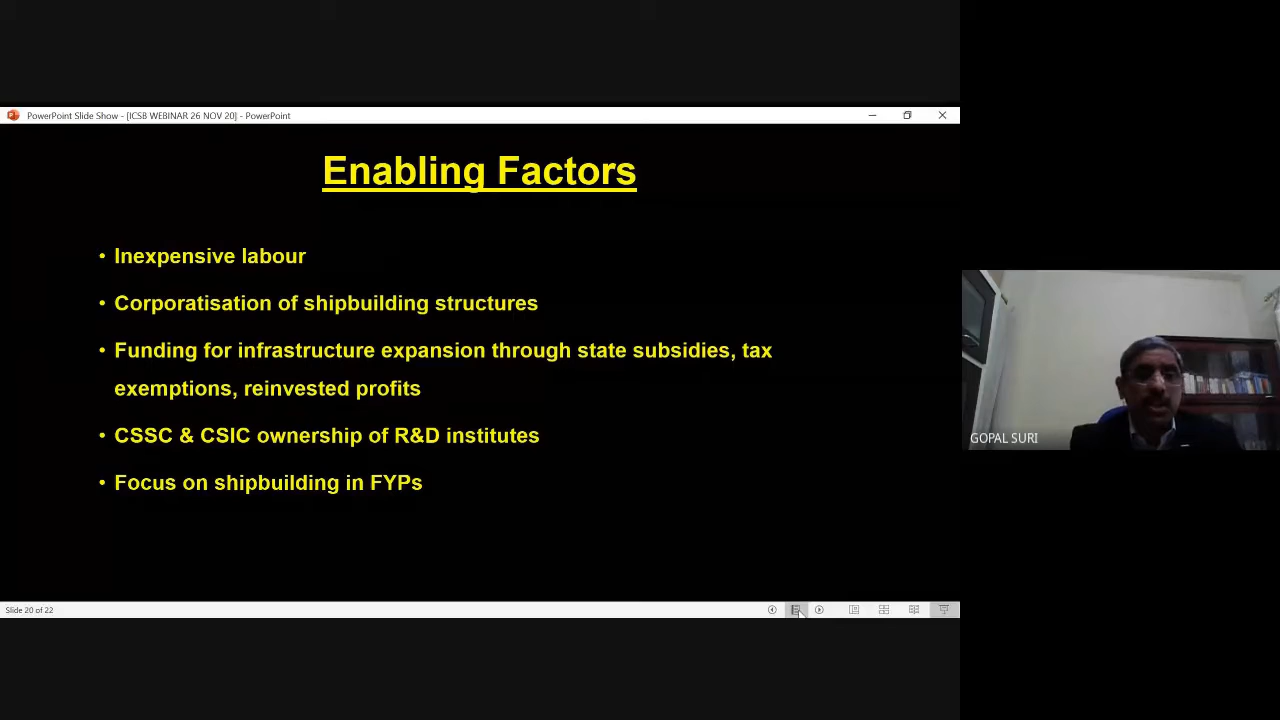 PowerPoint Slide Show - [ICSB WEBINAR 26 NOV 20] - PowerPoint
Enabling Factors
• Inexpensive labour
• Corporatisation of shipbuilding structures
• Funding for infrastructure expansion through state subsidies, tax
exemptions, reinvested profits
• CSSC & CSIC ownership of R&D institutes
• Focus on shipbuilding in FYPs
GOPAL SURI
Slide 20 of 22